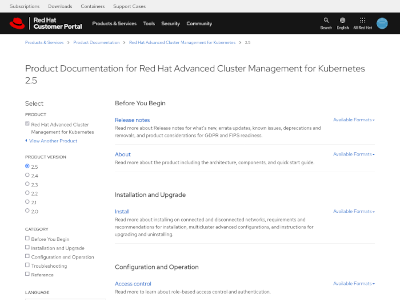 Subscriptions Downloads Containers Support Cases
Red Hat
Customer Portal
Products & Services Tools Security Community
Search English All Red Hat
Products & Services > Product Documentation > Red Hat Advanced Cluster Management for Kubernetes > 2.5
Product Documentation for Red Hat Advanced Cluster Management for Kubernetes
2.5
Select
PRODUCT
Red Hat Advanced Cluster
Management for Kubernetes
View Another Product
PRODUCT VERSION
2.5
2.4
2.3
2.2
2.1
2.0
CATEGORY
Before You Begin
Installation and Upgrade
Configuration and Operation
Troubleshooting
Reference
LANGUAGE
Before You Begin
Release notes Available Formats
Read more about Release notes for what's new, errata updates, known issues, deprecations and
removals, and product considerations for GDPR and FIPS readiness.
About Available Formats
Read more about the product including the architecture, components, and quick start guide.
Installation and Upgrade
Install Available Formats
Read more about installing on connected and disconnected networks, requirements and
recommendations for installation, multicluster advanced configurations, and instructions for
upgrading and uninstalling.
Configuration and Operation
Access control Available Formats
Read more to learn about role-based access control and authentication.